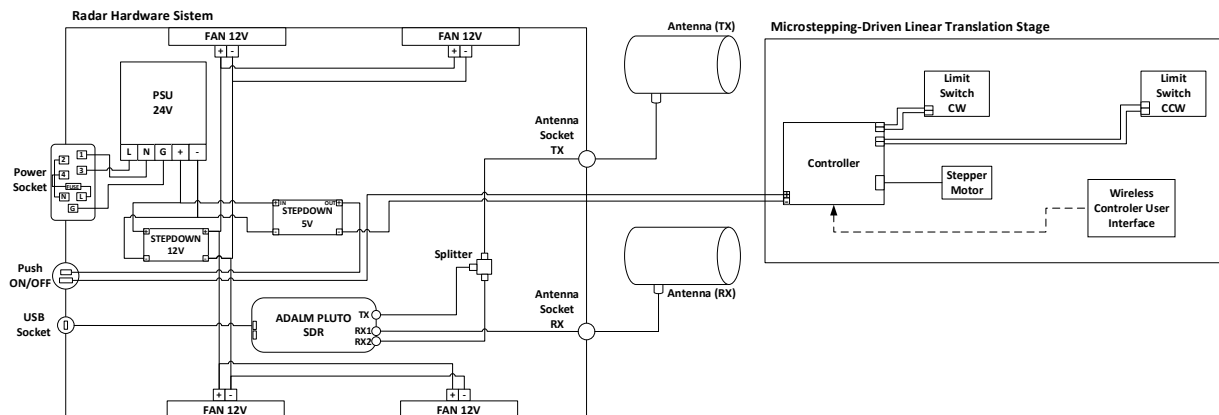 Radar Hardware Sistem
FAN 12V
+ -
FAN 12V
+ -
PSU
24V
L N G + -
Power
Socket
1
2
3
4
FUSE
N L
G
IN OUT
+ +
STEPDOWN
5V
- -
+ +
STEPDOWN
12V
- -
Push
ON/OFF
USB
Socket
ADALM PLUTO
SDR
TX
RX1
RX2
Splitter
Antenna
Socket
TX
Antenna
Socket
RX
+ -
FAN 12V
+ -
FAN 12V
Antenna (TX)
Antenna (RX)
Microstepping-Driven Linear Translation Stage
Limit
Switch
CW
Limit
Switch
CCW
Controller
+
-
Stepper
Motor
Wireless
Controler User
Interface